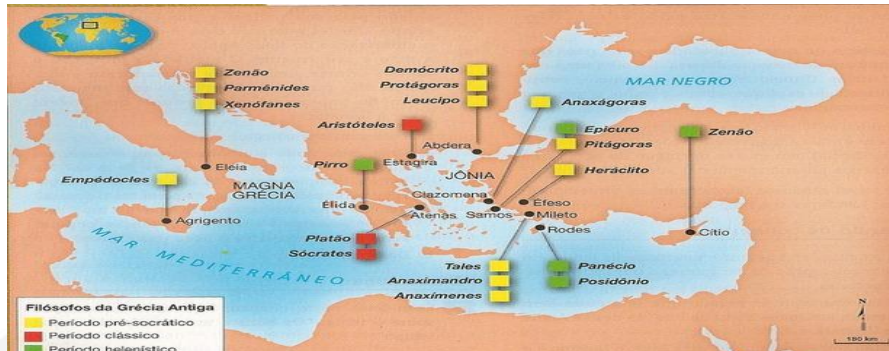 MAR NEGRO
Zenão
Parmênides
Xenófanes
Demócrito
Protágoras
Leucipo
Anaxágoras
Aristóteles
Epicuro
Pitágoras
Zenão
Abdera
Estagira
Pirro
JÔNIA
Heráclito
Eleia
MAGNA
GRÉCIA
Empédocles
Clazomena
Éfeso
Élida
Atenas
Samos
Mileto
Rodes
Agrigento
Cítio
MAR MEDITERRÂNEO
Platão
Sócrates
Tales
Anaximandro
Anaxímenes
Panécio
Posidônio
Filósofos da Grécia Antiga
Período pré-socrático
Período clássico
Período helenístico
N
180 km